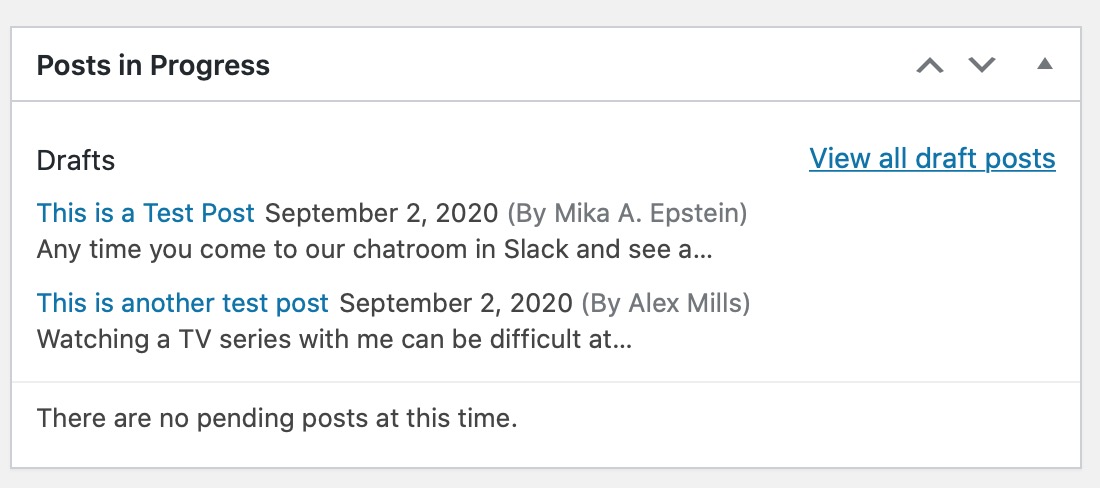 Posts in Progress
Drafts
View all draft posts
This is a Test Post September 2, 2020 (By Mika A. Epstein)
Any time you come to our chatroom in Slack and see a...
This is another test post September 2, 2020 (By Alex Mills)
Watching a TV series with me can be difficult at...
There are no pending posts at this time.